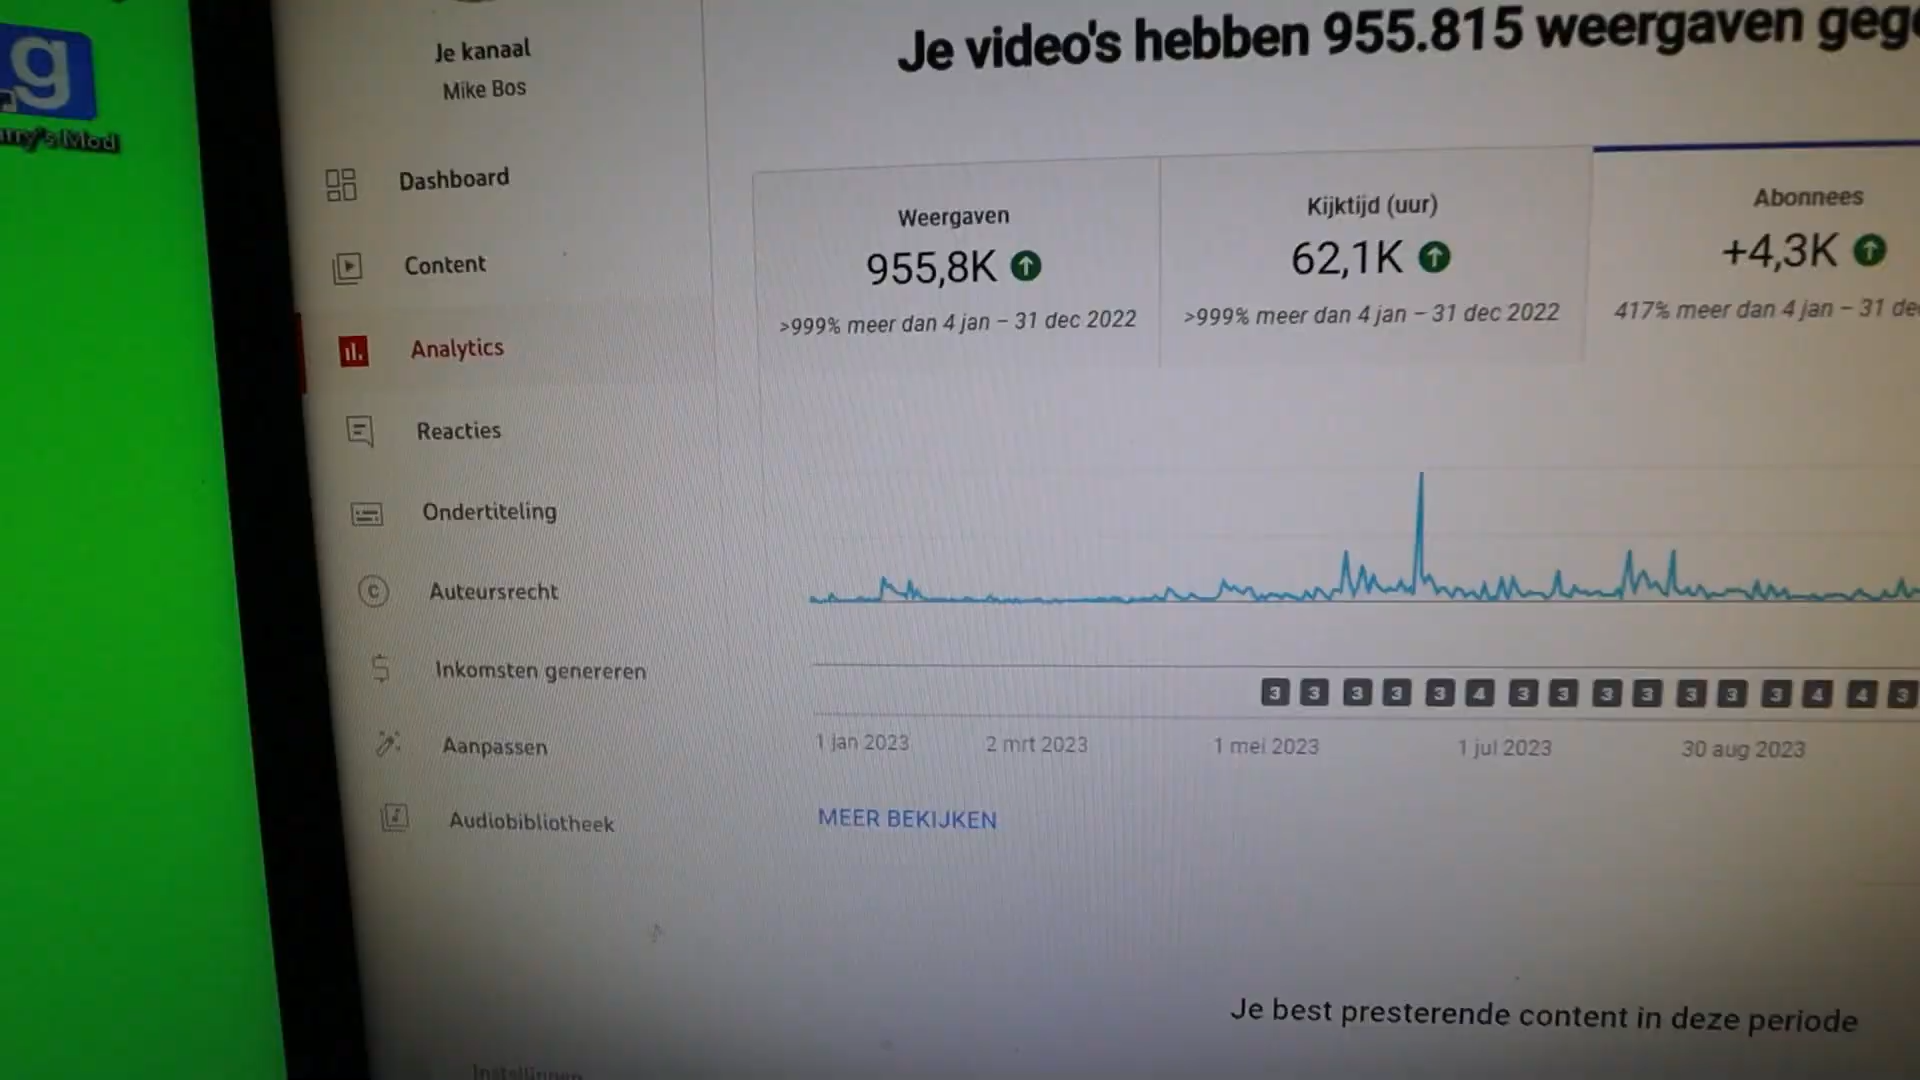 Je video's hebben 955.815 weergaven
Je kanaal
Mike Bos
Dashboard
Content
Analytics
Reacties
Ondertiteling
Auteursrecht
Inkomsten genereren
Aanpassen
Audiobibliotheek
Instellingen
Weergaven
955,8K
>999% meer dan 4 jan – 31 dec 2022
Kijktijd (uur)
62,1K
>999% meer dan 4 jan – 31 dec 2022
Abonnees
+4,3K
417% meer dan 4 jan – 31
3 3 3 3 3 4 3 3 3 3 3 3 3 4 4 3
1 jan 2023 2 mrt 2023 1 mei 2023 1 jul 2023 30 aug 2023
MEER BEKIJKEN
Je best presterende content in deze periode
g
Mod